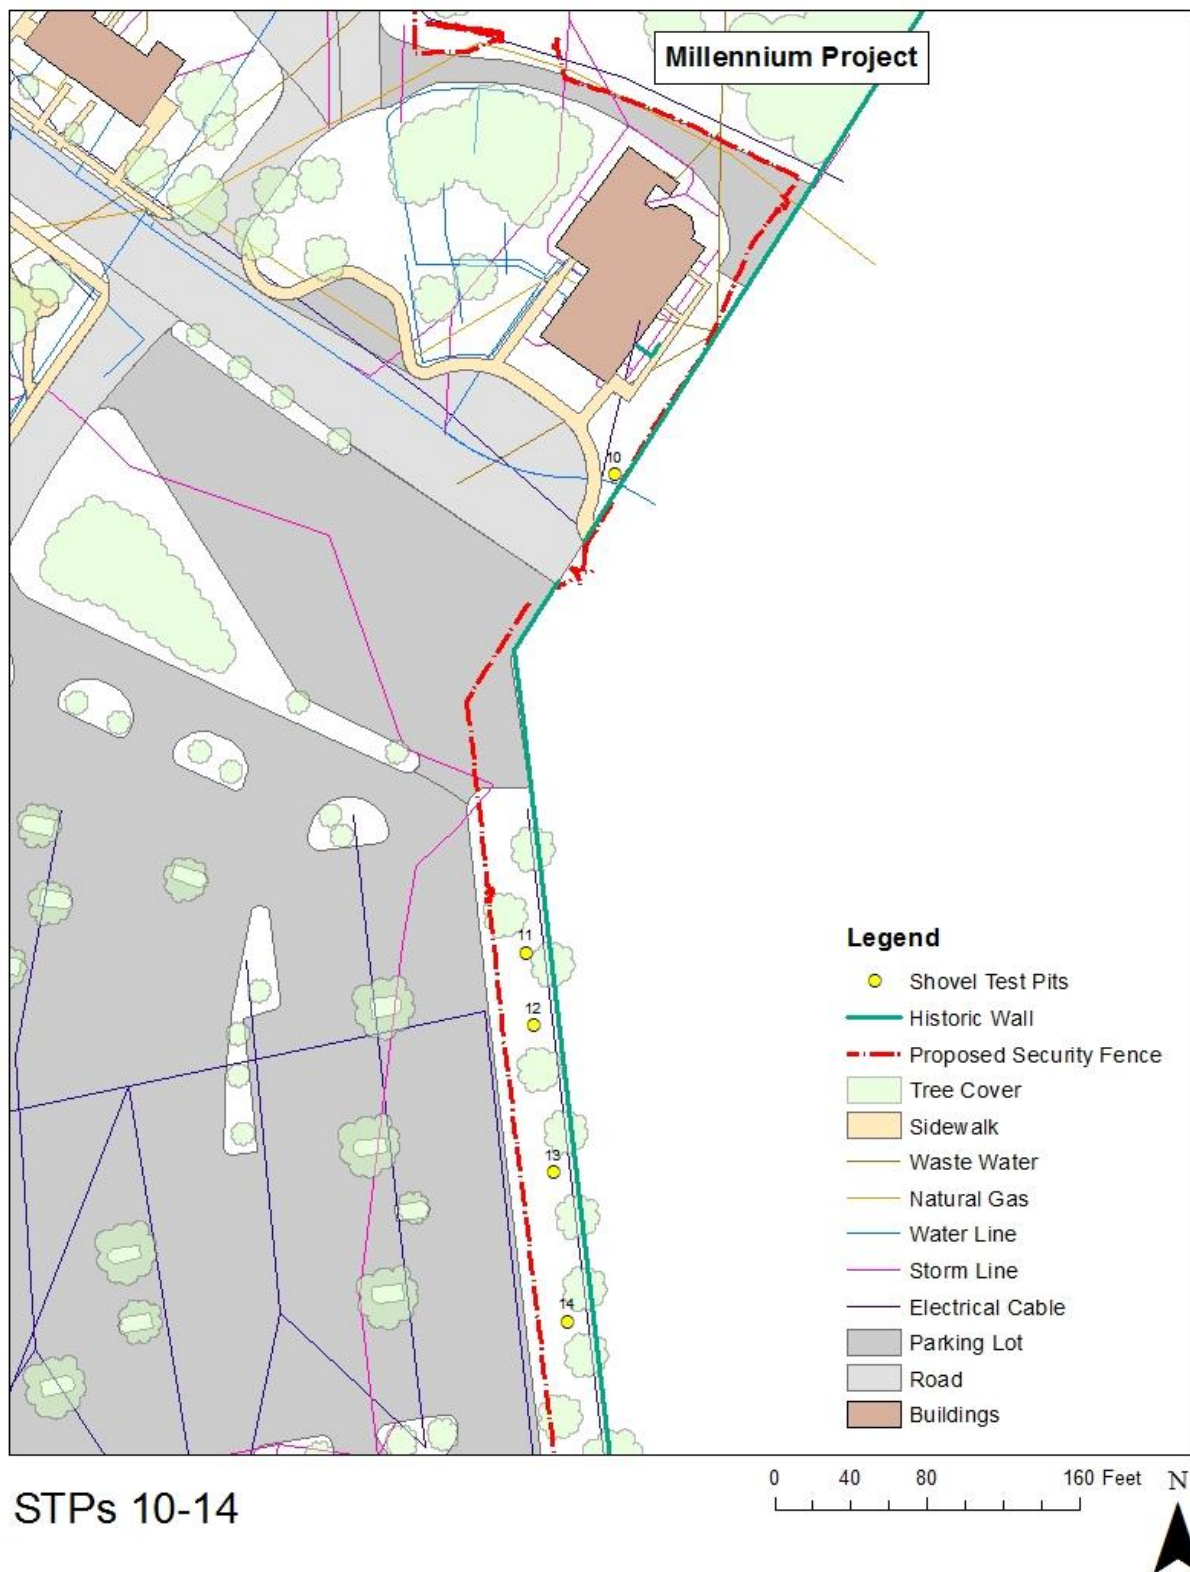 Millennium Project
10
11
12
13
14
Legend
Shovel Test Pits
Historic Wall
Proposed Security Fence
Tree Cover
Sidewalk
Waste Water
Natural Gas
Water Line
Storm Line
Electrical Cable
Parking Lot
Road
Buildings
0 40 80 160 Feet N
STPs 10-14